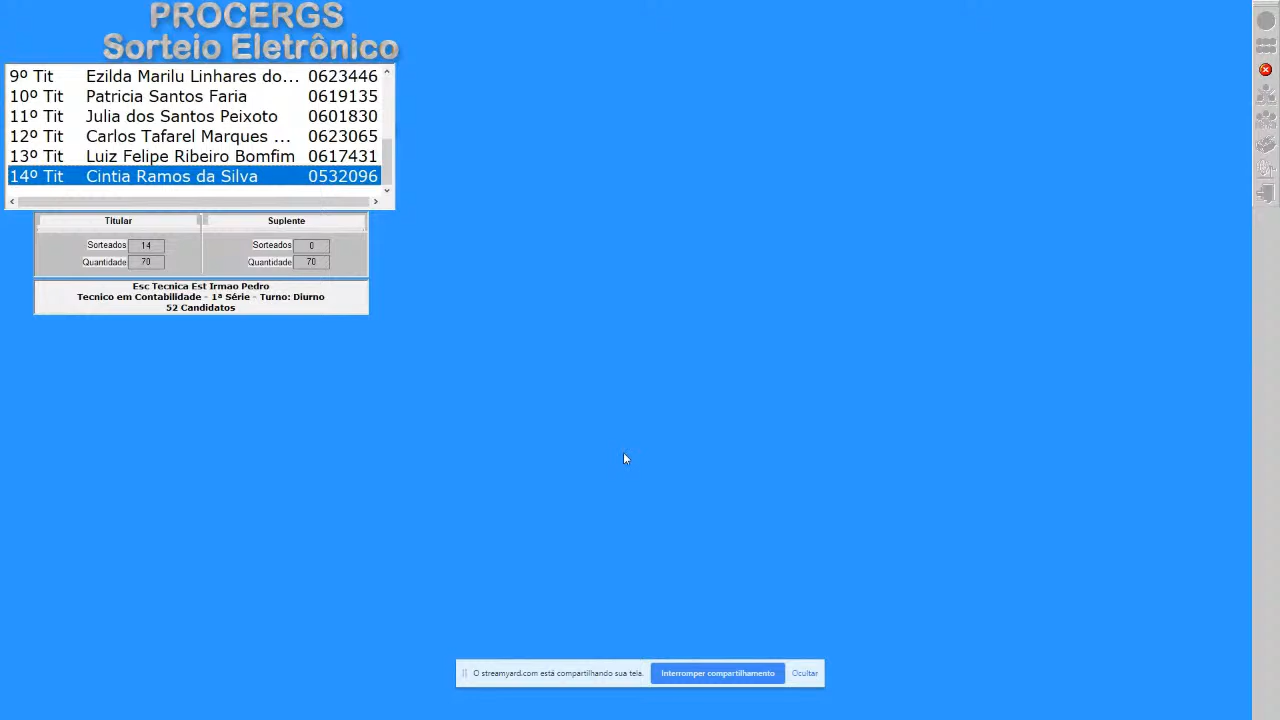 PROCERGS
Sorteio Eletrônico
9º Tit Ezilda Marilu Linhares do... 0623446
10º Tit Patricia Santos Faria 0619135
11º Tit Julia dos Santos Peixoto 0601830
12º Tit Carlos Tafarel Marques ... 0623065
13º Tit Luiz Felipe Ribeiro Bomfim 0617431
14º Tit Cintia Ramos da Silva 0532096
Titular Suplente
Sorteados 14 Sorteados 0
Quantidade 70 Quantidade 70
Esc Tecnica Est Irmao Pedro
Tecnico em Contabilidade - 1ª Série - Turno: Diurno
52 Candidatos
O streamyard.com está compartilhando sua tela. Interromper compartilhamento Ocultar